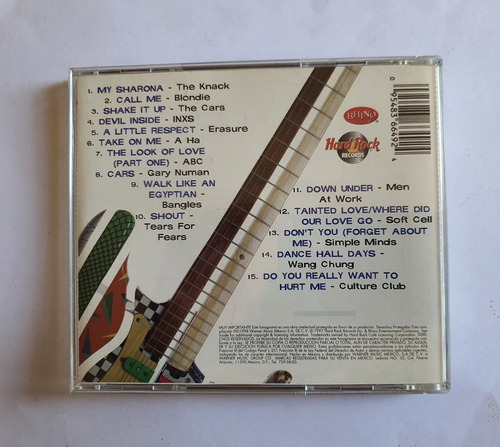 1. MY SHARONA - The Knack
2. CALL ME - Blondie
3. SHAKE IT UP - The Cars
4. DEVIL INSIDE - INXS
5. A LITTLE RESPECT - Erasure
6. TAKE ON ME - A Ha
7. THE LOOK OF LOVE
(PART ONE) - ABC
8. CARS - Gary Numan
9. WALK LIKE AN
EGYPTIAN -
Bangles
10. SHOUT -
Tears For
Fears
11. DOWN UNDER - Men
At Work
12. TAINTED LOVE/WHERE DID
OUR LOVE GO - Soft Cell
13. DON'T YOU (FORGET ABOUT
ME) - Simple Minds
14. DANCE HALL DAYS -
Wang Chung
15. DO YOU REALLY WANT TO
HURT ME - Culture Club
RHINO
Hard Rock
RECORDS
0 95483 66492 4